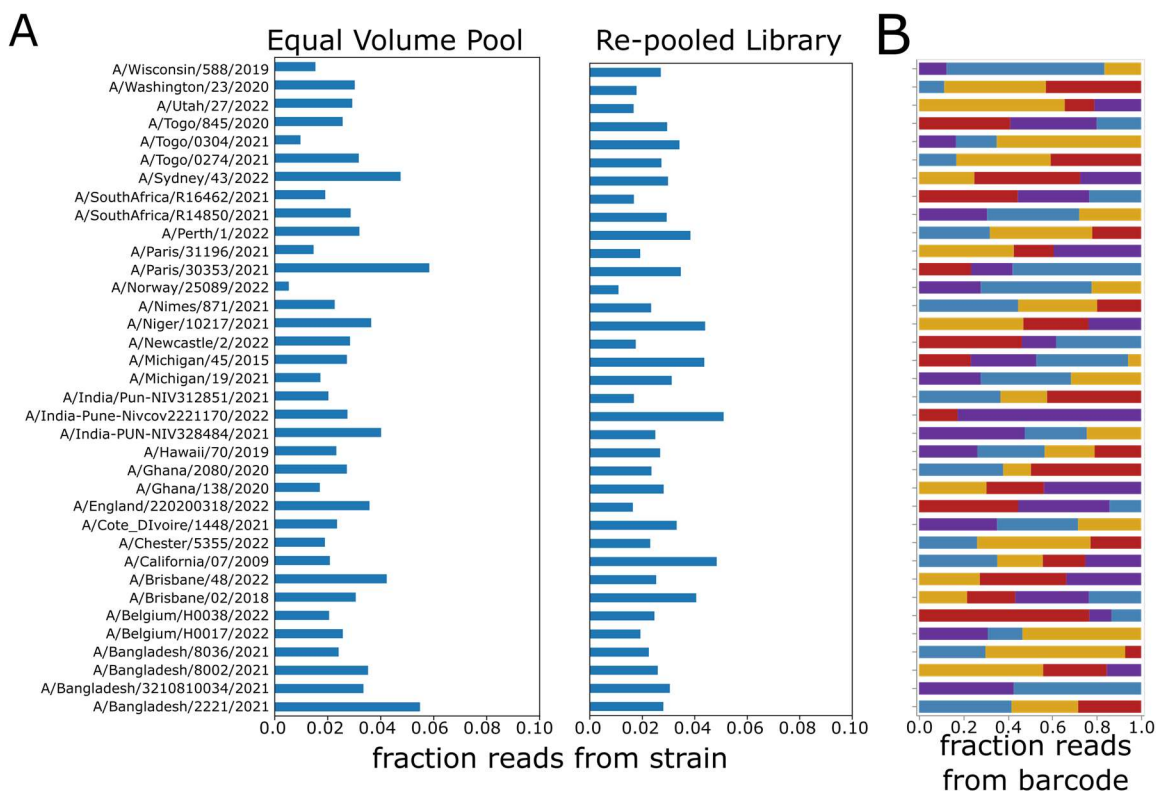 A
Equal Volume Pool
Re-pooled Library
B
A/Wisconsin/588/2019
A/Washington/23/2020
A/Utah/27/2022
A/Togo/845/2020
A/Togo/0304/2021
A/Togo/0274/2021
A/Sydney/43/2022
A/SouthAfrica/R16462/2021
A/SouthAfrica/R14850/2021
A/Perth/1/2022
A/Paris/31196/2021
A/Paris/30353/2021
A/Norway/25089/2022
A/Nimes/871/2021
A/Niger/10217/2021
A/Newcastle/2/2022
A/Michigan/45/2015
A/Michigan/19/2021
A/India/Pun-NIV312851/2021
A/India-Pune-Nivcov2221170/2022
A/India-PUN-NIV328484/2021
A/Hawaii/70/2019
A/Ghana/2080/2020
A/Ghana/138/2020
A/England/220200318/2022
A/Cote_DIvoire/1448/2021
A/Chester/5355/2022
A/California/07/2009
A/Brisbane/48/2022
A/Brisbane/02/2018
A/Belgium/H0038/2022
A/Belgium/H0017/2022
A/Bangladesh/8036/2021
A/Bangladesh/8002/2021
A/Bangladesh/3210810034/2021
A/Bangladesh/2221/2021
0.0 0.02 0.04 0.06 0.08 0.10
0.0 0.02 0.04 0.06 0.08 0.10
0.0 0.2 0.4 0.6 0.8 1.0
fraction reads from strain
fraction reads
from barcode